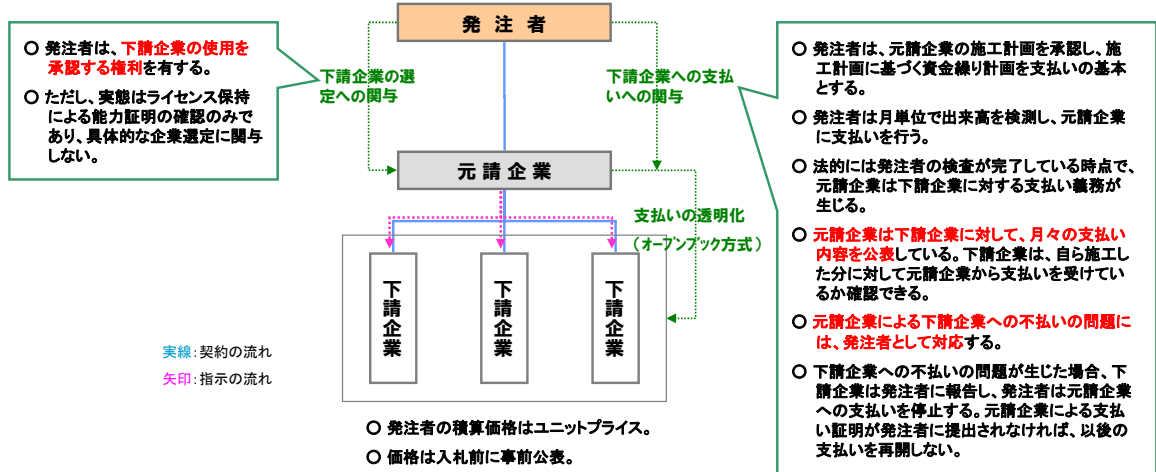 発 注 者
○ 発注者は、下請企業の使用を
承認する権利を有する。
○ ただし、実態はライセンス保持
による能力証明の確認のみで
あり、具体的な企業選定に関与
しない。
下請企業の選
定への関与
下請企業への支払
いへの関与
元 請 企 業
支払いの透明化
（オープンブック方式）
下請企業
下請企業
下請企業
実線：契約の流れ
矢印：指示の流れ
○ 発注者の積算価格はユニットプライス。
○ 価格は入札前に事前公表。
○ 発注者は、元請企業の施工計画を承認し、施
工計画に基づく資金繰り計画を支払いの基本
とする。
○ 発注者は月単位で出来高を検測し、元請企業
に支払いを行う。
○ 法的には発注者の検査が完了している時点で、
元請企業は下請企業に対する支払い義務が
生じる。
○ 元請企業は下請企業に対して、月々の支払い
内容を公表している。下請企業は、自ら施工し
た分に対して元請企業から支払いを受けてい
るか確認できる。
○ 元請企業による下請企業への不払いの問題に
は、発注者として対応する。
○ 下請企業への不払いの問題が生じた場合、下
請企業は発注者に報告し、発注者は元請企業
への支払いを停止する。元請企業による支払
い証明が発注者に提出されなければ、以後の
支払いを再開しない。